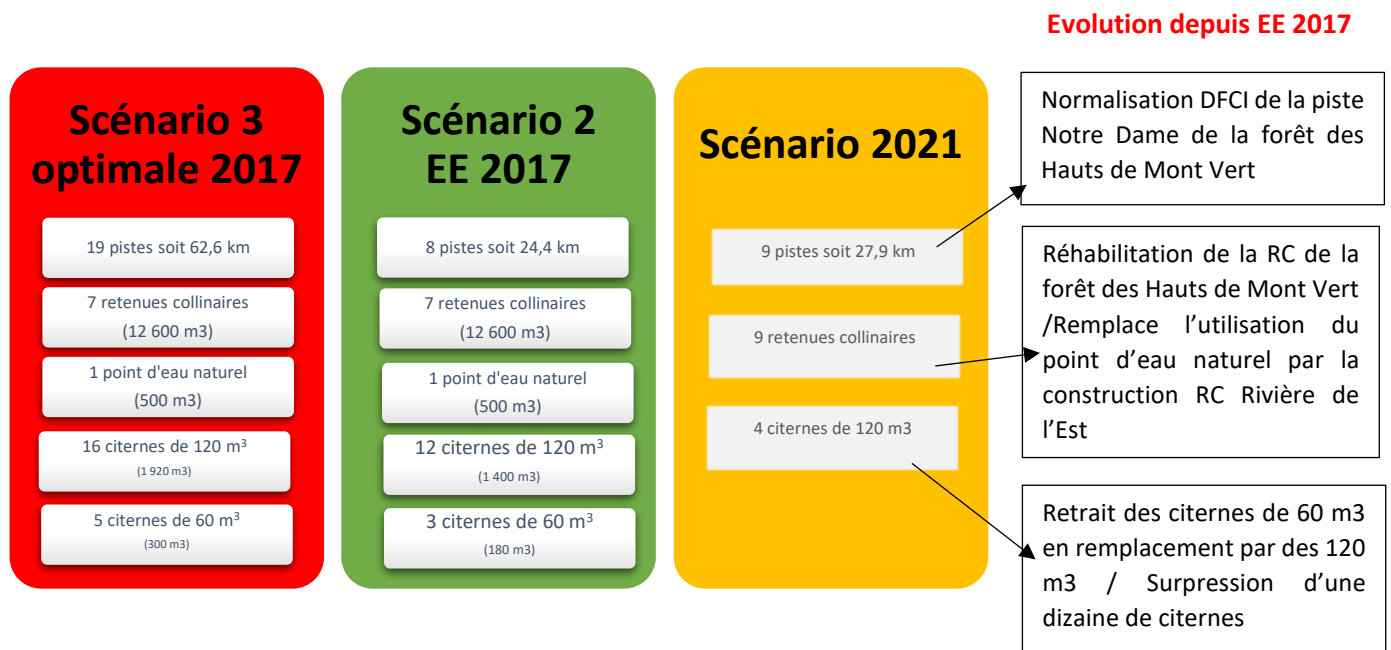 Evolution depuis EE 2017
Scénario 3
optimale 2017
19 pistes soit 62,6 km
7 retenues collinaires
(12 600 m3)
1 point d'eau naturel
(500 m3)
16 citernes de 120 m³
(1 920 m3)
5 citernes de 60 m³
(300 m3)
Scénario 2
EE 2017
8 pistes soit 24,4 km
7 retenues collinaires
(12 600 m3)
1 point d'eau naturel
(500 m3)
12 citernes de 120 m³
(1 400 m3)
3 citernes de 60 m³
(180 m3)
Scénario 2021
9 pistes soit 27,9 km
9 retenues collinaires
4 citernes de 120 m3
Normalisation DFCI de la piste
Notre Dame de la forêt des
Hauts de Mont Vert
Réhabilitation de la RC de la
forêt des Hauts de Mont Vert
/Remplace l’utilisation du
point d’eau naturel par la
construction RC Rivière de
l’Est
Retrait des citernes de 60 m3
en remplacement par des 120
m3 / Surpression d’une
dizaine de citernes